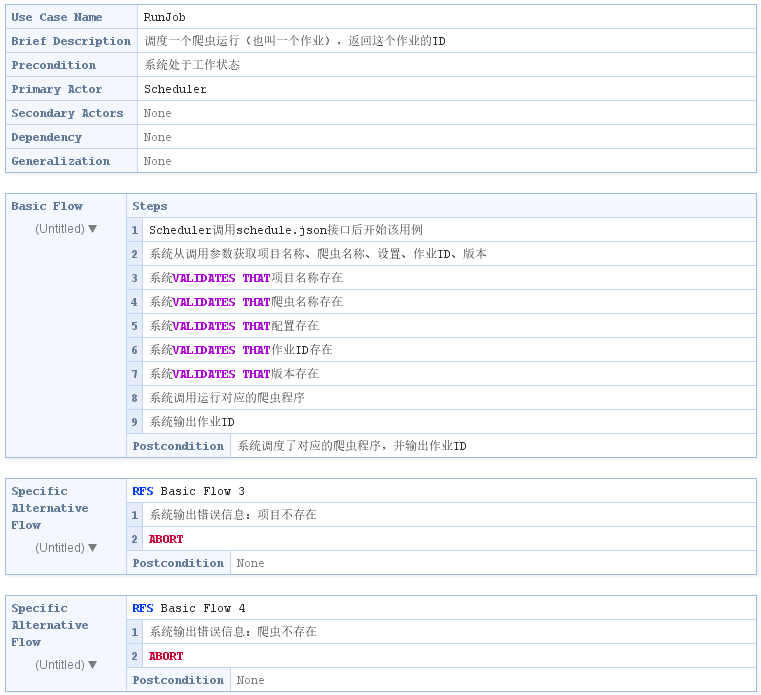 Use Case Name RunJob
Brief Description 调度一个爬虫运行（也叫一个作业），返回这个作业的ID
Precondition 系统处于工作状态
Primary Actor Scheduler
Secondary Actors None
Dependency None
Generalization None
Basic Flow Steps
(Untitled) ▼
1 Scheduler调用schedule.json接口后开始该用例
2 系统从调用参数获取项目名称、爬虫名称、设置、作业ID、版本
3 系统VALIDATES THAT项目名称存在
4 系统VALIDATES THAT爬虫名称存在
5 系统VALIDATES THAT配置存在
6 系统VALIDATES THAT作业ID存在
7 系统VALIDATES THAT版本存在
8 系统调用运行对应的爬虫程序
9 系统输出作业ID
Postcondition 系统调度了对应的爬虫程序，并输出作业ID
Specific
Alternative
Flow
(Untitled) ▼
RFS Basic Flow 3
1 系统输出错误信息：项目不存在
2 ABORT
Postcondition None
Specific
Alternative
Flow
(Untitled) ▼
RFS Basic Flow 4
1 系统输出错误信息：爬虫不存在
2 ABORT
Postcondition None